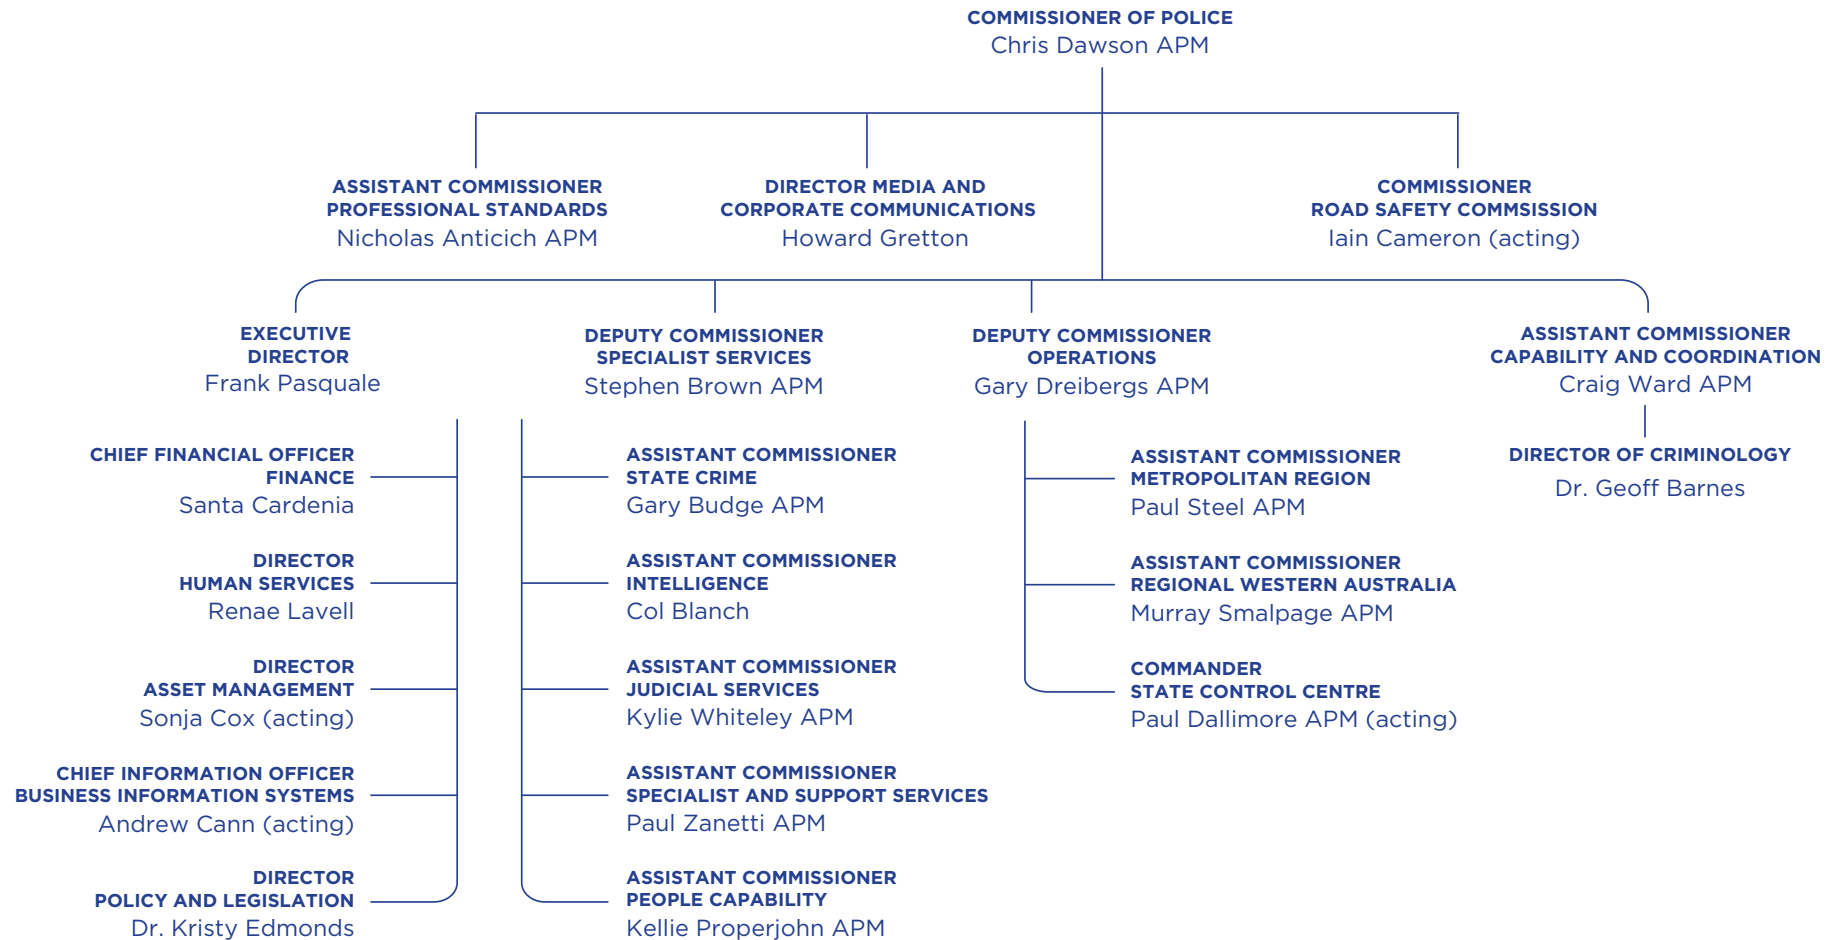 COMMISSIONER OF POLICE
Chris Dawson APM
ASSISTANT COMMISSIONER
PROFESSIONAL STANDARDS
Nicholas Anticich APM
DIRECTOR MEDIA AND
CORPORATE COMMUNICATIONS
Howard Gretton
COMMISSIONER
ROAD SAFETY COMMSISSION
Iain Cameron (acting)
EXECUTIVE
DIRECTOR
Frank Pasquale
DEPUTY COMMISSIONER
SPECIALIST SERVICES
Stephen Brown APM
DEPUTY COMMISSIONER
OPERATIONS
Gary Dreibergs APM
ASSISTANT COMMISSIONER
CAPABILITY AND COORDINATION
Craig Ward APM
CHIEF FINANCIAL OFFICER
FINANCE
Santa Cardenia
DIRECTOR
HUMAN SERVICES
Renae Lavell
DIRECTOR
ASSET MANAGEMENT
Sonja Cox (acting)
CHIEF INFORMATION OFFICER
BUSINESS INFORMATION SYSTEMS
Andrew Cann (acting)
DIRECTOR
POLICY AND LEGISLATION
Dr. Kristy Edmonds
ASSISTANT COMMISSIONER
STATE CRIME
Gary Budge APM
ASSISTANT COMMISSIONER
INTELLIGENCE
Col Blanch
ASSISTANT COMMISSIONER
JUDICIAL SERVICES
Kylie Whiteley APM
ASSISTANT COMMISSIONER
SPECIALIST AND SUPPORT SERVICES
Paul Zanetti APM
ASSISTANT COMMISSIONER
PEOPLE CAPABILITY
Kellie Properjohn APM
ASSISTANT COMMISSIONER
METROPOLITAN REGION
Paul Steel APM
ASSISTANT COMMISSIONER
REGIONAL WESTERN AUSTRALIA
Murray Smalpage APM
COMMANDER
STATE CONTROL CENTRE
Paul Dallimore APM (acting)
DIRECTOR OF CRIMINOLOGY
Dr. Geoff Barnes